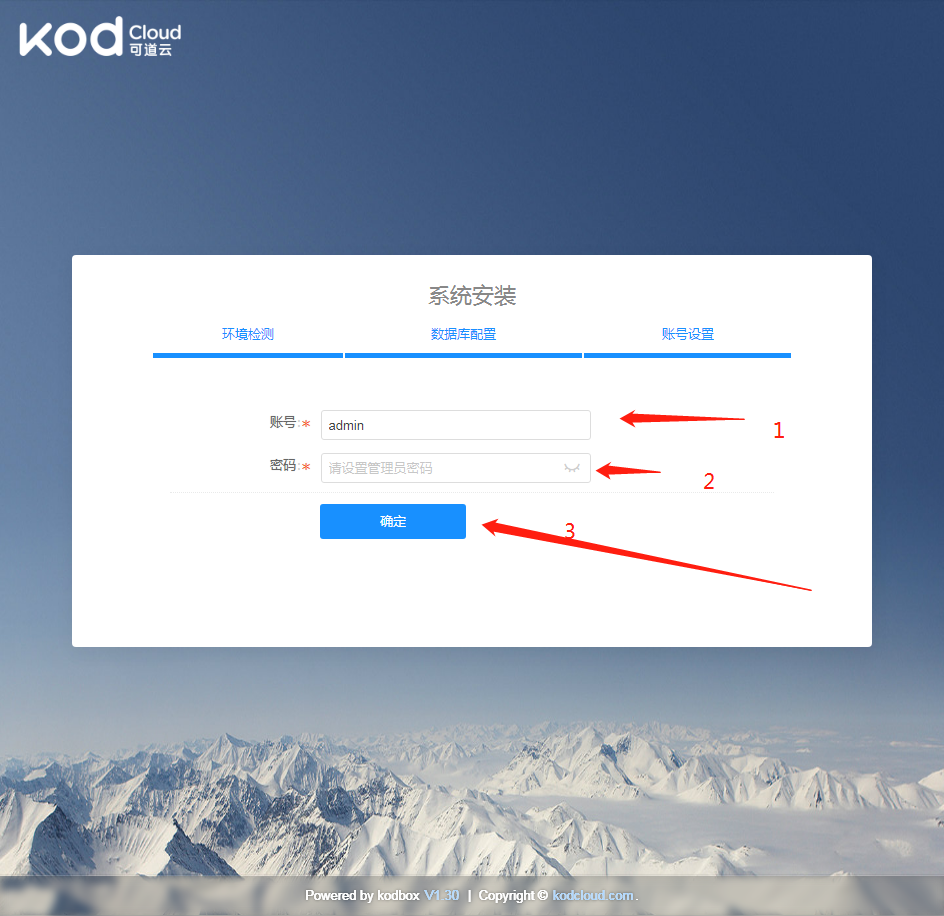 kod Cloud
可道云
系统安装
环境检测 数据库配置 账号设置
账号:* admin 1
密码:* 请设置管理员密码 2
确定 3
Powered by kodbox V1.30 | Copyright © kodcloud.com.